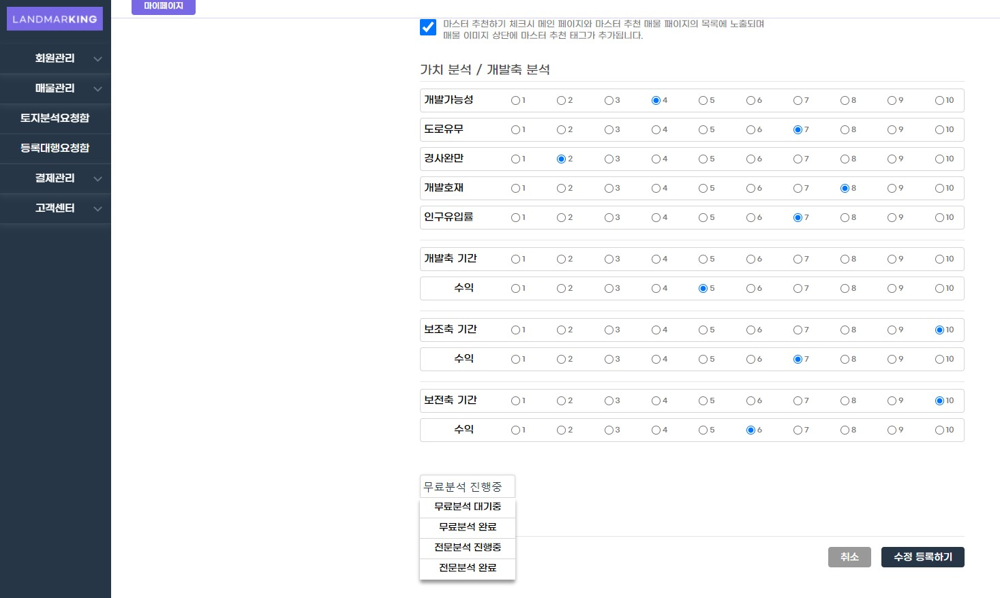 LANDMARKING
마이페이지
회원관리
매물관리
토지분석요청함
등록대행요청함
결제관리
고객센터
마스터 추천하기 체크시 메인 페이지와 마스터 추천 매물 패이지의 목록에 노출되며
매물 이미지 상단에 마스터 추천 태그가 추가됩니다.
가치 분석 / 개발축 분석
개발가능성 1 2 3 4 5 6 7 8 9 10
도로유무 1 2 3 4 5 6 7 8 9 10
경사완만 1 2 3 4 5 6 7 8 9 10
개발호재 1 2 3 4 5 6 7 8 9 10
인구유입률 1 2 3 4 5 6 7 8 9 10
개발축 기간 1 2 3 4 5 6 7 8 9 10
수익 1 2 3 4 5 6 7 8 9 10
보조축 기간 1 2 3 4 5 6 7 8 9 10
수익 1 2 3 4 5 6 7 8 9 10
보전축 기간 1 2 3 4 5 6 7 8 9 10
수익 1 2 3 4 5 6 7 8 9 10
무료분석 진행중
무료분석 대기중
무료분석 완료
전문분석 진행중
전문분석 완료
취소
수정 등록하기